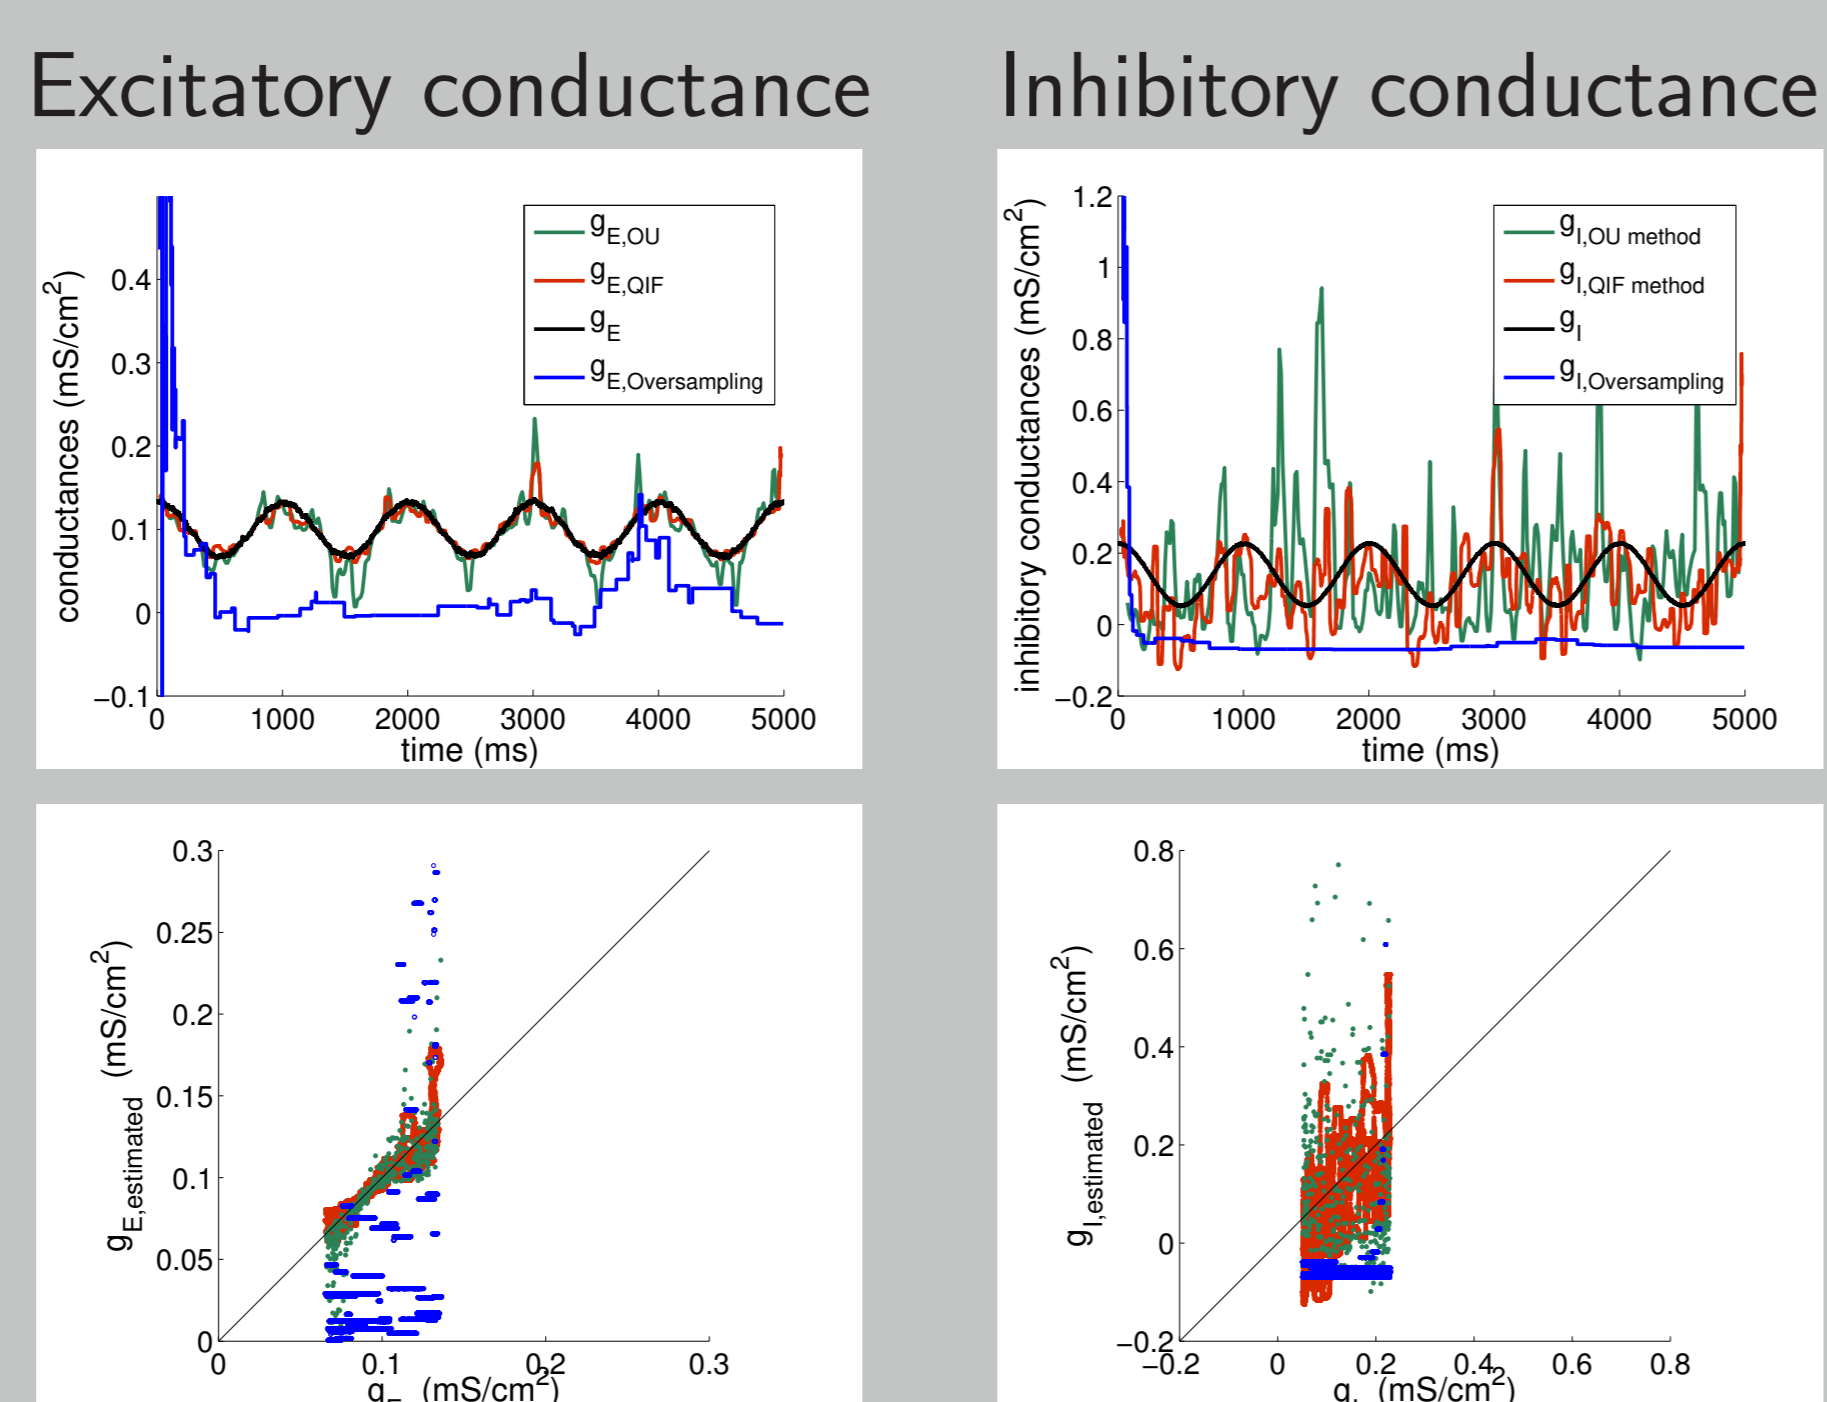 Excitatory conductance
Inhibitory conductance
conductances (mS/cm²)
0.4
0.3
0.2
0.1
0
−0.1
0 1000 2000 3000 4000 5000
time (ms)
gE,OU
gE,QIF
gE
gE,Oversampling
inhibitory conductances (mS/cm²)
1.2
1
0.8
0.6
0.4
0.2
0
−0.2
0 1000 2000 3000 4000 5000
time (ms)
gI,OU method
gI,QIF method
gI
gI,Oversampling
gE,estimated (mS/cm²)
0.3
0.25
0.2
0.15
0.1
0.05
0
0 0.1 0.2 0.3
gE (mS/cm²)
gI,estimated (mS/cm²)
0.8
0.6
0.4
0.2
0
−0.2
−0.2 0 0.2 0.4 0.6 0.8
(mS/cm²)